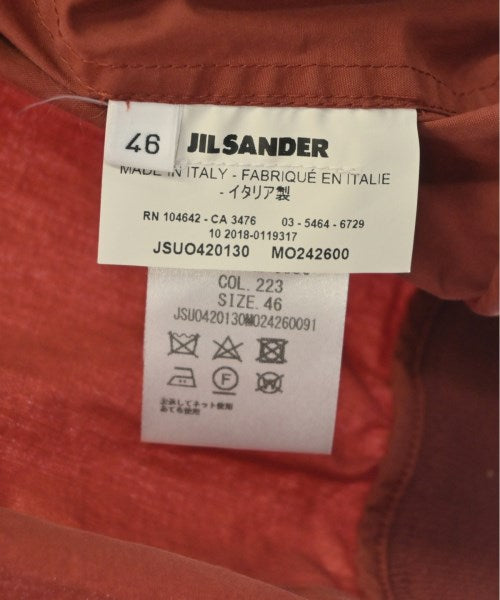 46
JIL SANDER
MADE IN ITALY - FABRIQUÉ EN ITALIE
- イタリア製
RN 104642 - CA 3476 03 - 5464 - 6729
10 2018-0119317
JSUO420130 MO242600
COL. 223
SIZE. 46
JSUO420130MO24260091
F
W
お洗してネット使用
あて布使用